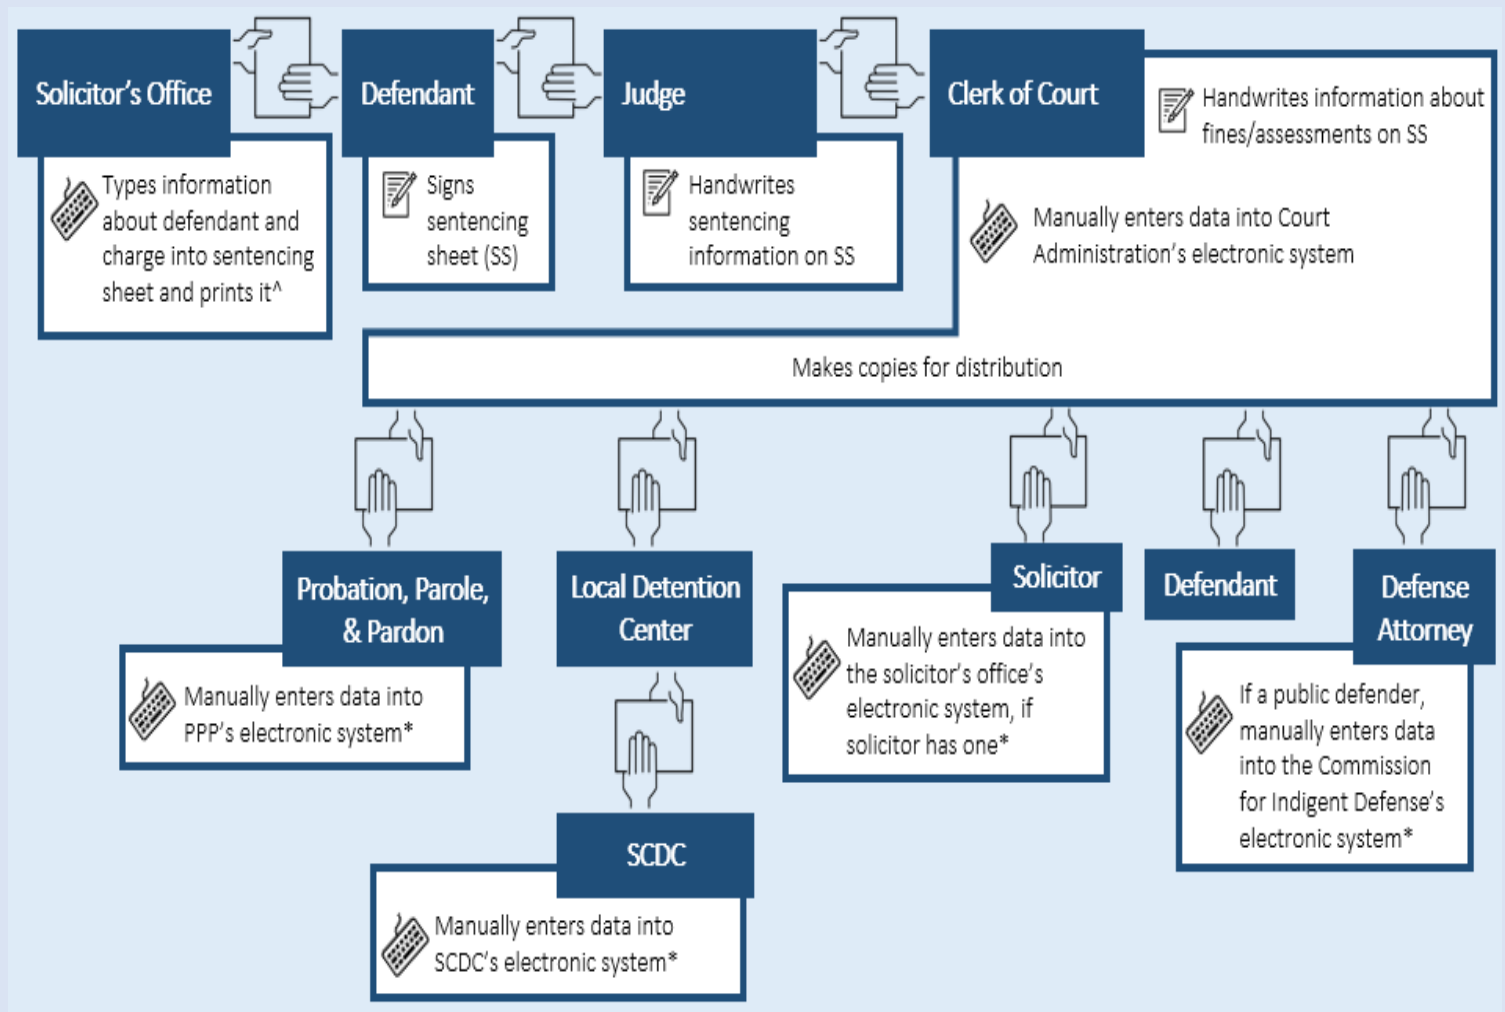 Solicitor's Office
Types information
about defendant and
charge into sentencing
sheet and prints it^
Defendant
Signs
sentencing
sheet (SS)
Judge
Handwrites
sentencing
information on SS
Clerk of Court
Handwrites information about
fines/assessments on SS
Manually enters data into Court
Administration's electronic system
Makes copies for distribution
Probation, Parole,
& Pardon
Manually enters data into
PPP's electronic system*
Local Detention
Center
SCDC
Manually enters data into
SCDC's electronic system*
Solicitor
Manually enters data into
the solicitor's office's
electronic system, if
solicitor has one*
Defendant
Defense
Attorney
If a public defender,
manually enters data
into the Commission
for Indigent Defense's
electronic system*